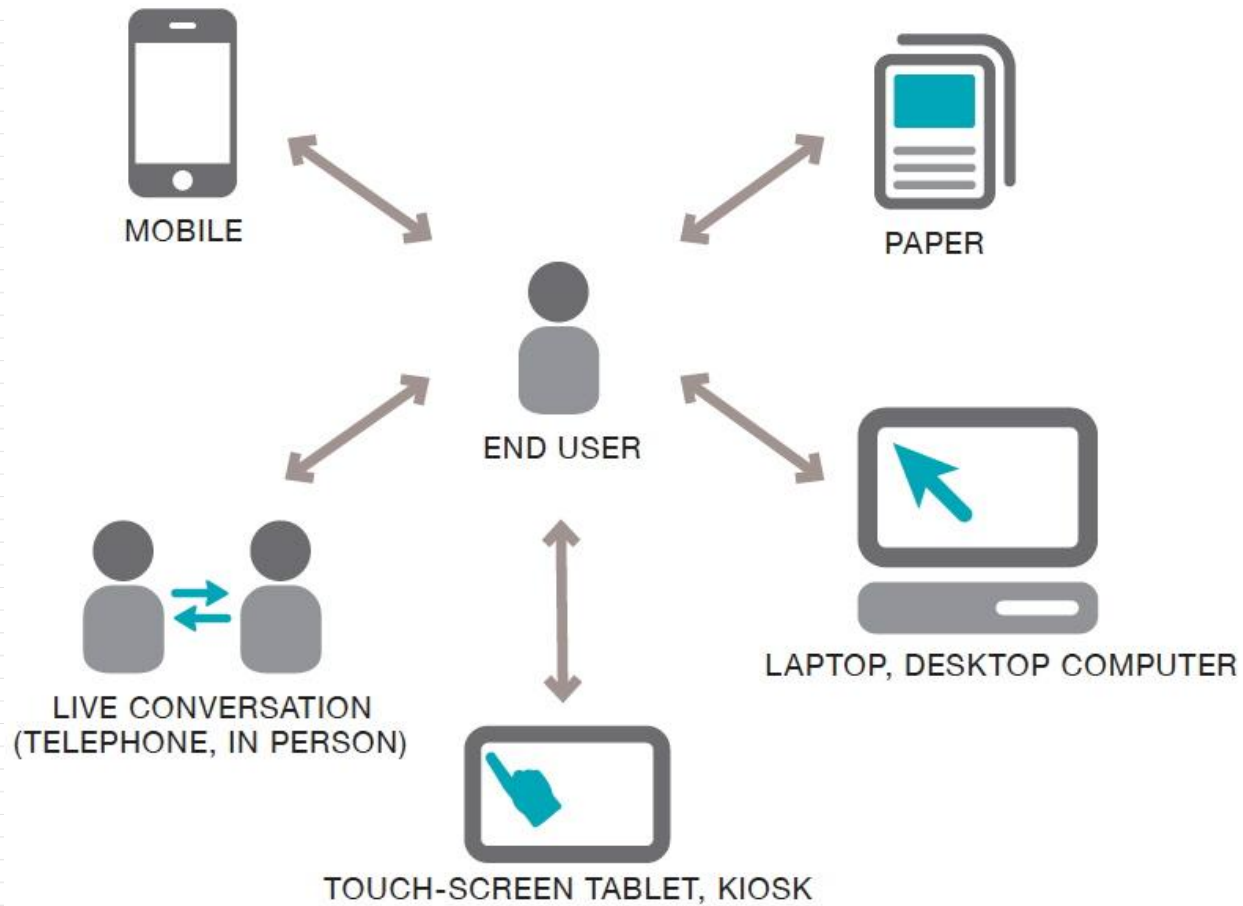 MOBILE
PAPER
END USER
LAPTOP, DESKTOP COMPUTER
LIVE CONVERSATION
(TELEPHONE, IN PERSON)
TOUCH-SCREEN TABLET, KIOSK